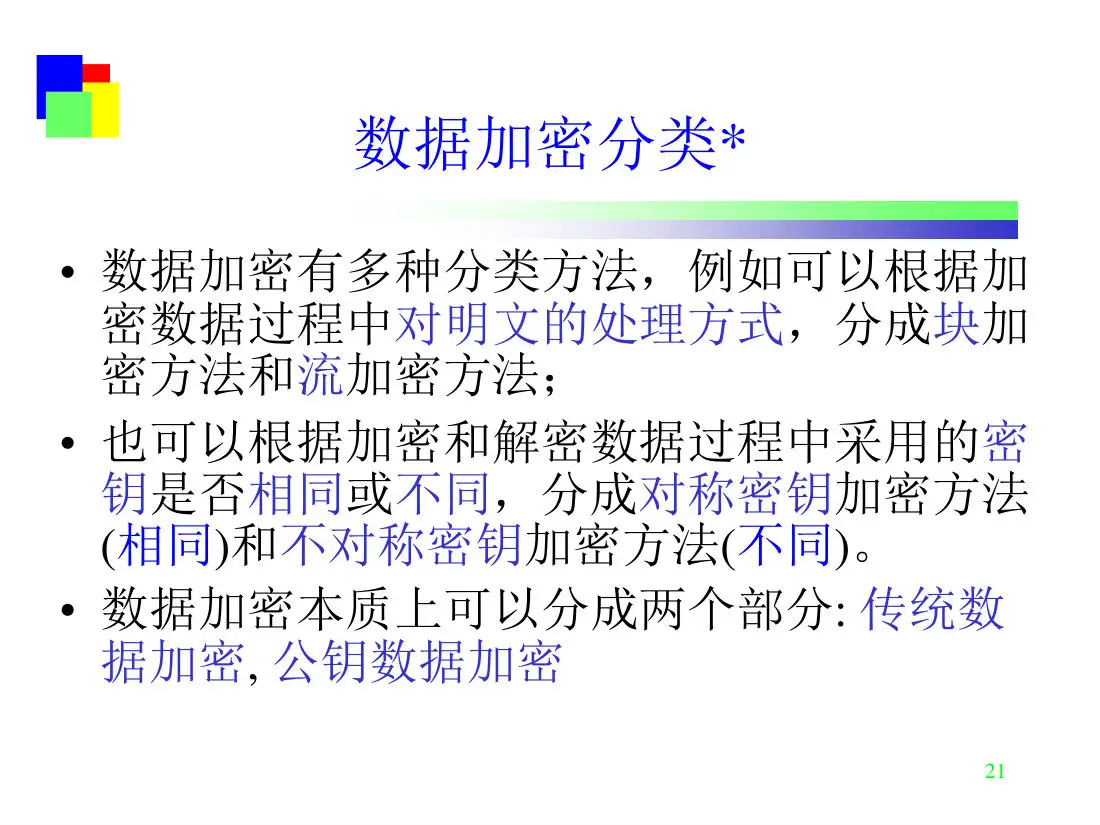 数据加密分类*
• 数据加密有多种分类方法，例如可以根据加
密数据过程中对明文的处理方式，分成块加
密方法和流加密方法；
• 也可以根据加密和解密数据过程中采用的密
钥是否相同或不同，分成对称密钥加密方法
(相同)和不对称密钥加密方法(不同)。
• 数据加密本质上可以分成两个部分: 传统数
据加密, 公钥数据加密
21